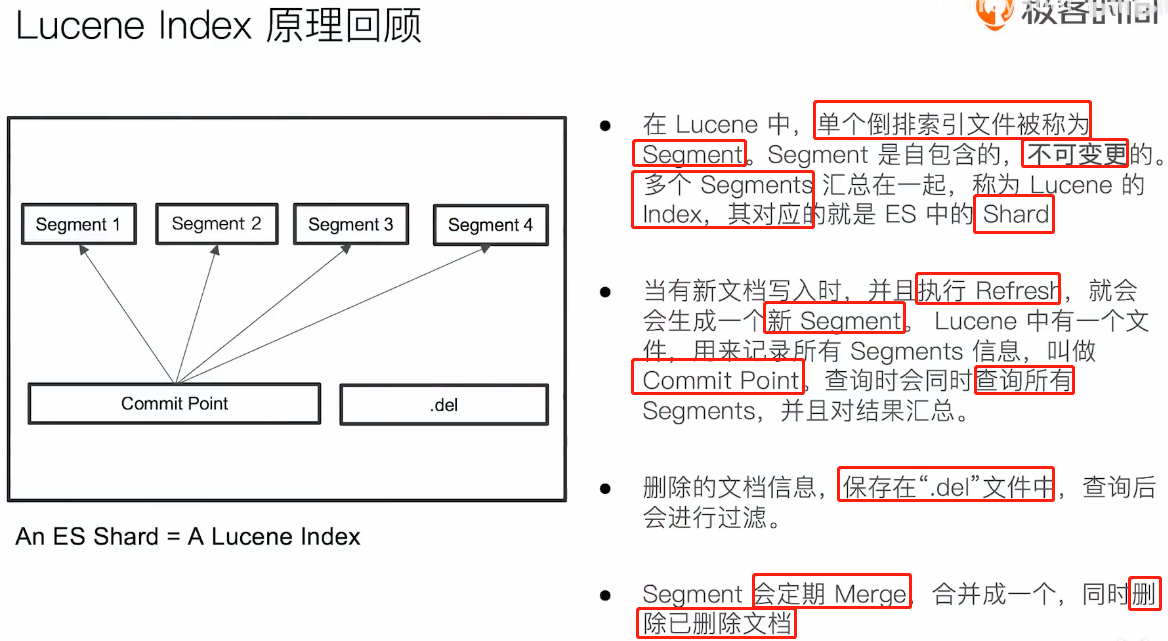 Lucene Index 原理回顾
极客时间
Segment 1
Segment 2
Segment 3
Segment 4
Commit Point
.del
An ES Shard = A Lucene Index
在 Lucene 中，单个倒排索引文件被称为
Segment。Segment 是自包含的，不可变更的。
多个 Segments 汇总在一起，称为 Lucene 的
Index，其对应的就是 ES 中的 Shard
当有新文档写入时，并且执行 Refresh，就会
会生成一个新 Segment。 Lucene 中有一个文
件，用来记录所有 Segments 信息，叫做
Commit Point。查询时会同时查询所有
Segments，并且对结果汇总。
删除的文档信息，保存在“.del”文件中，查询后
会进行过滤。
Segment 会定期 Merge，合并成一个，同时删
除已删除文档